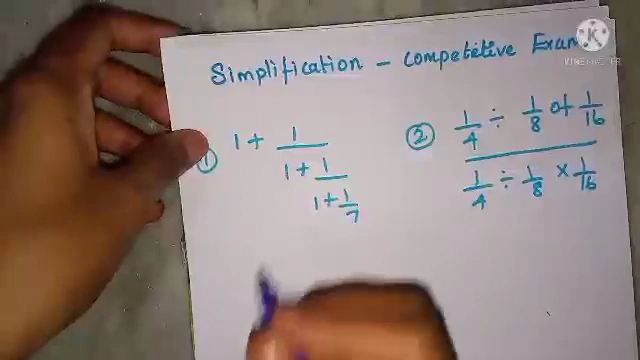 Simplification - Competetive Exam
① 1 + 1
1 + 1
1 + 1/7
② 1/4 ÷ 1/8 of 1/16
1/4 ÷ 1/8 × 1/16
KINEMASTER